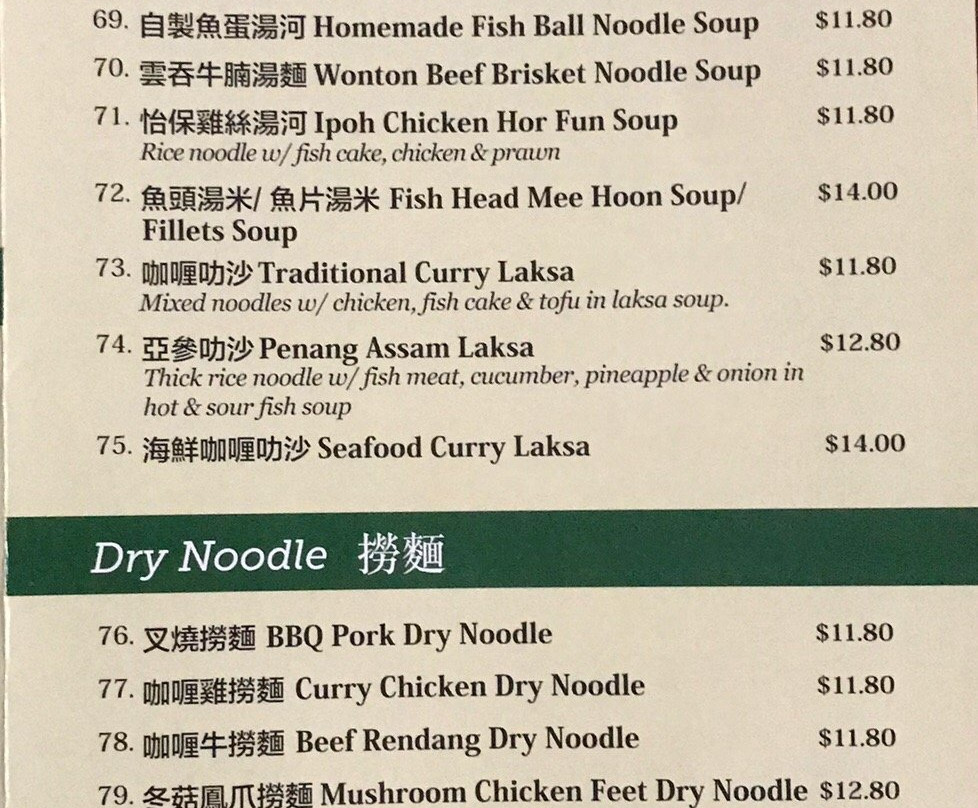 69. 自製魚蛋湯河 Homemade Fish Ball Noodle Soup $11.80
70. 雲吞牛腩湯麵 Wonton Beef Brisket Noodle Soup $11.80
71. 怡保雞絲湯河 Ipoh Chicken Hor Fun Soup $11.80
Rice noodle w/ fish cake, chicken & prawn
72. 魚頭湯米/ 魚片湯米 Fish Head Mee Hoon Soup/ $14.00
Fillets Soup
73. 咖喱叻沙 Traditional Curry Laksa $11.80
Mixed noodles w/ chicken, fish cake & tofu in laksa soup.
74. 亞參叻沙 Penang Assam Laksa $12.80
Thick rice noodle w/ fish meat, cucumber, pineapple & onion in
hot & sour fish soup
75. 海鮮咖喱叻沙 Seafood Curry Laksa $14.00
Dry Noodle 撈麵
76. 叉燒撈麵 BBQ Pork Dry Noodle $11.80
77. 咖喱雞撈麵 Curry Chicken Dry Noodle $11.80
78. 咖喱牛撈麵 Beef Rendang Dry Noodle $11.80
79. 冬菇鳳爪撈麵 Mushroom Chicken Feet Dry Noodle $12.80